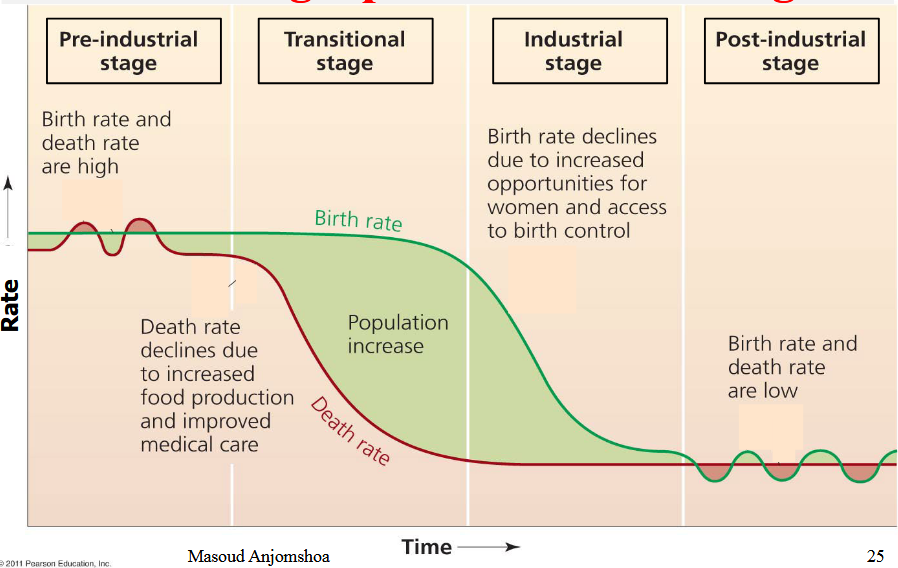 Pre-industrial
stage
Transitional
stage
Industrial
stage
Post-industrial
stage
Birth rate and
death rate
are high
Birth rate declines
due to increased
opportunities for
women and access
to birth control
Birth rate
Rate
Population
increase
Death rate
declines due
to increased
food production
and improved
medical care
Death rate
Birth rate and
death rate
are low
Time
Masoud Anjomshoa
25
© 2011 Pearson Education, Inc.